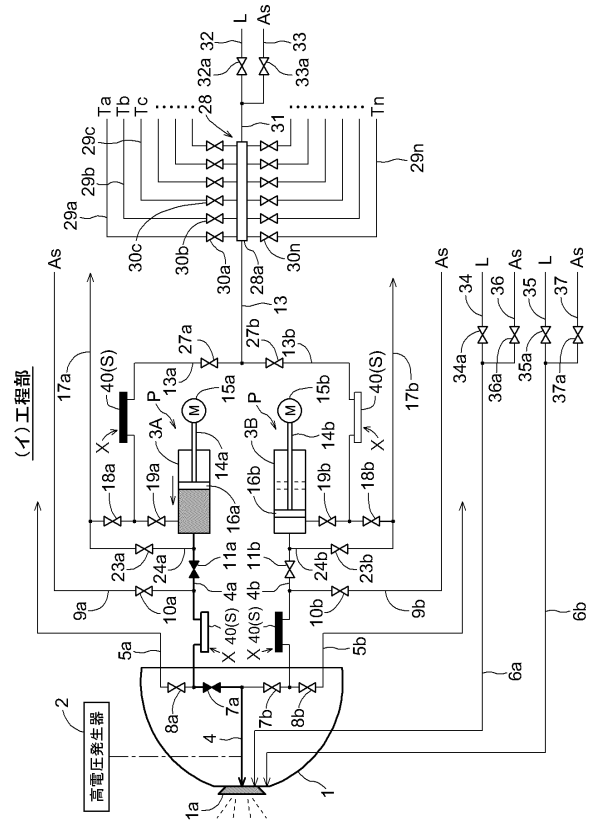 (イ)工程部
2
高電圧発生器
1a
1
4
8a
7a
7b
8b
5a
5b
6a
6b
X
40(S)
X
40(S)
9a
10a
4a
11a
4b
11b
10b
9b
23a
24a
24b
23b
18a
19a
16a
14a
3A
P
15a
M
16b
14b
3B
P
15b
M
19b
18b
X
40(S)
X
40(S)
17a
17b
13a
27a
27b
13b
13
As
As
34a
34
L
36a
36
As
35a
35
L
37a
37
As
28
28a
30a
30b
30c
30n
29a
29b
29c
29n
Ta
Tb
Tc
Tn
31
32a
32
L
33a
33
As